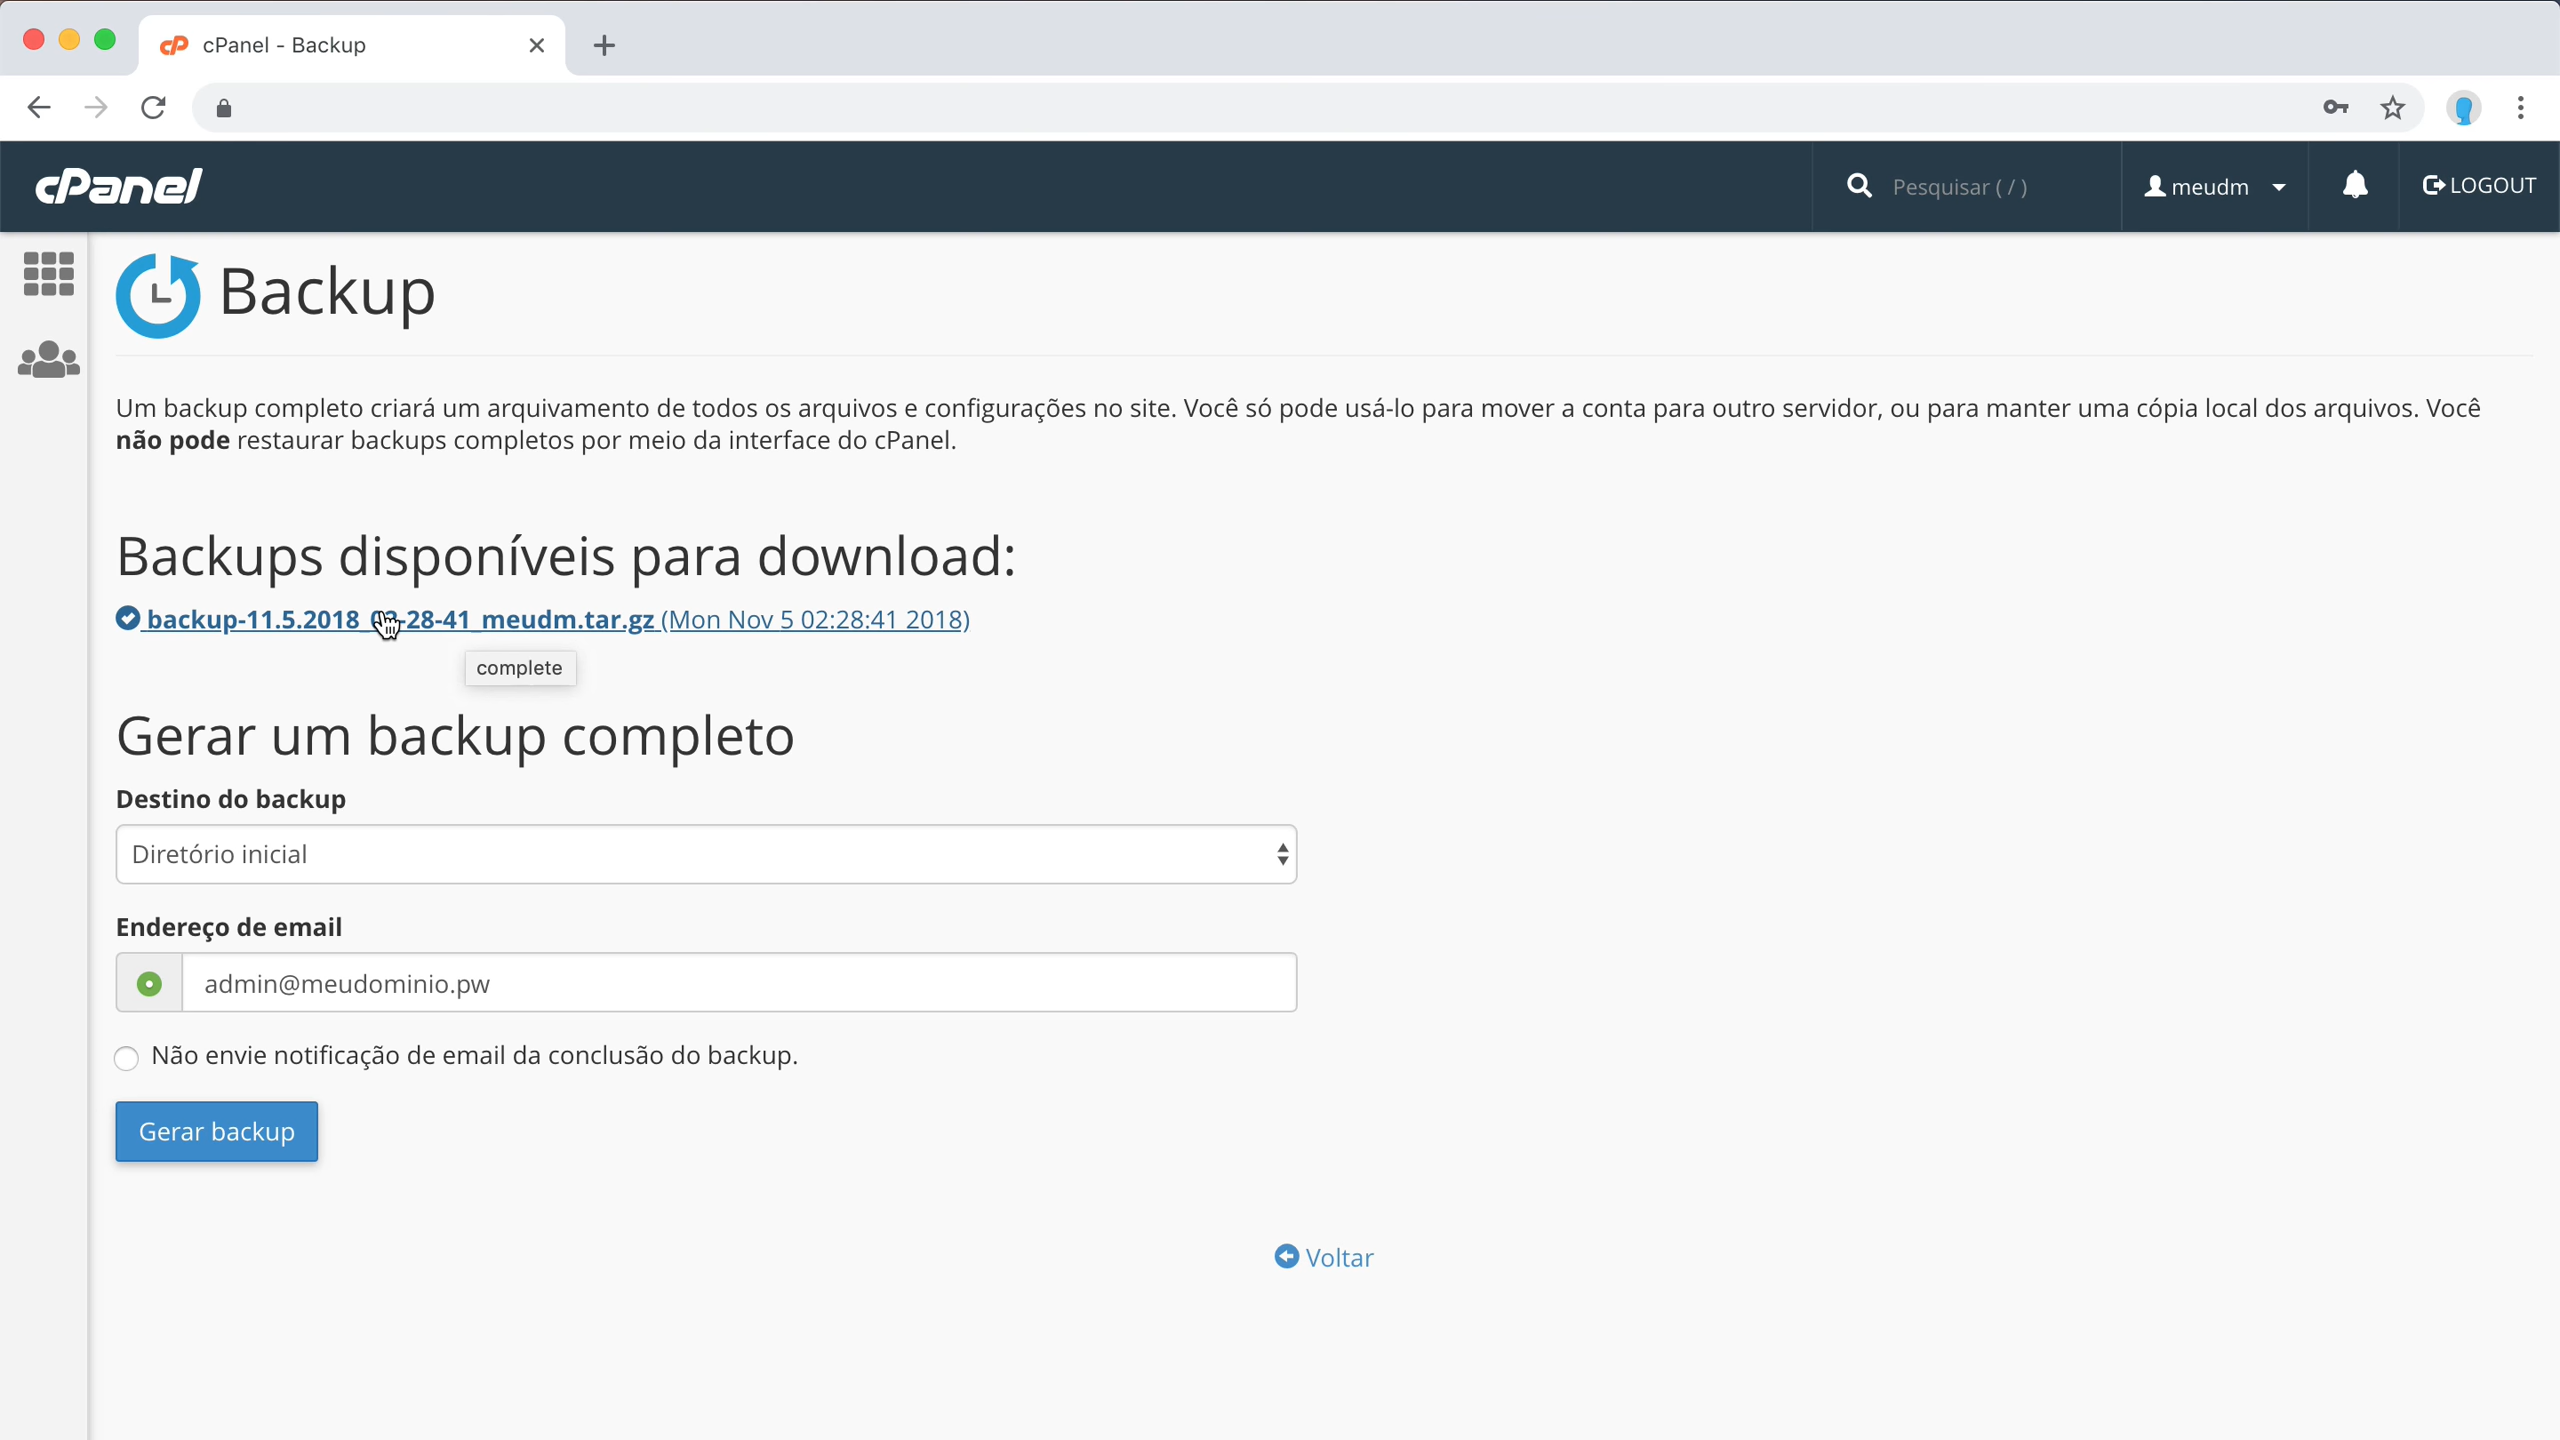 cPanel - Backup
cPanel
Pesquisar ( / )
meudm
LOGOUT
Backup
Um backup completo criará um arquivamento de todos os arquivos e configurações no site. Você só pode usá-lo para mover a conta para outro servidor, ou para manter uma cópia local dos arquivos. Você
não pode restaurar backups completos por meio da interface do cPanel.
Backups disponíveis para download:
backup-11.5.2018_02-28-41_meudm.tar.gz (Mon Nov 5 02:28:41 2018)
complete
Gerar um backup completo
Destino do backup
Diretório inicial
Endereço de email
admin@meudominio.pw
Não envie notificação de email da conclusão do backup.
Gerar backup
Voltar